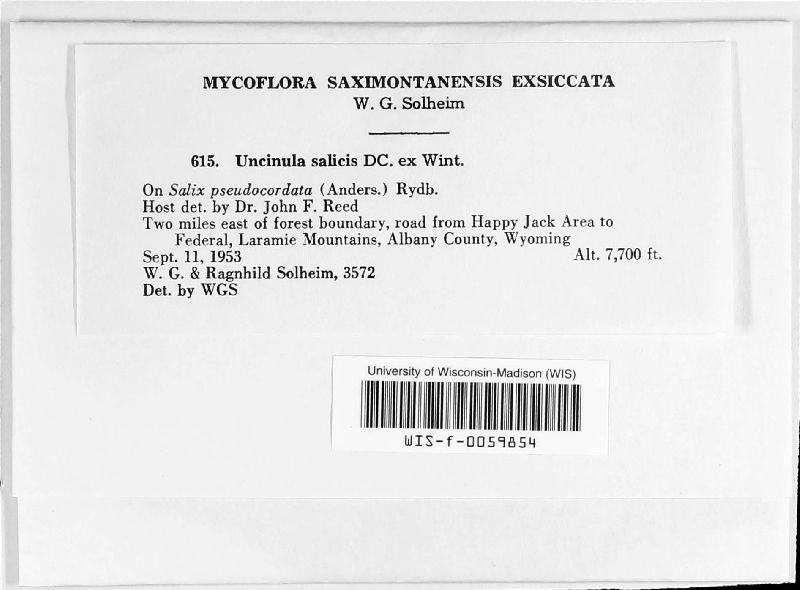 MYCOFLORA SAXIMONTANENSIS EXSICCATA
W. G. Solheim
615. Uncinula salicis DC. ex Wint.
On Salix pseudocordata (Anders.) Rydb.
Host det. by Dr. John F. Reed
Two miles east of forest boundary, road from Happy Jack Area to
Federal, Laramie Mountains, Albany County, Wyoming
Sept. 11, 1953 Alt. 7,700 ft.
W. G. & Ragnhild Solheim, 3572
Det. by WGS
University of Wisconsin-Madison (WIS)
WIS-f-0059854